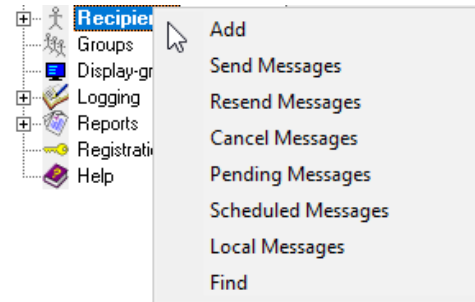 Recipien
Groups
Display-gr
Logging
Reports
Registrati
Help
Add
Send Messages
Resend Messages
Cancel Messages
Pending Messages
Scheduled Messages
Local Messages
Find